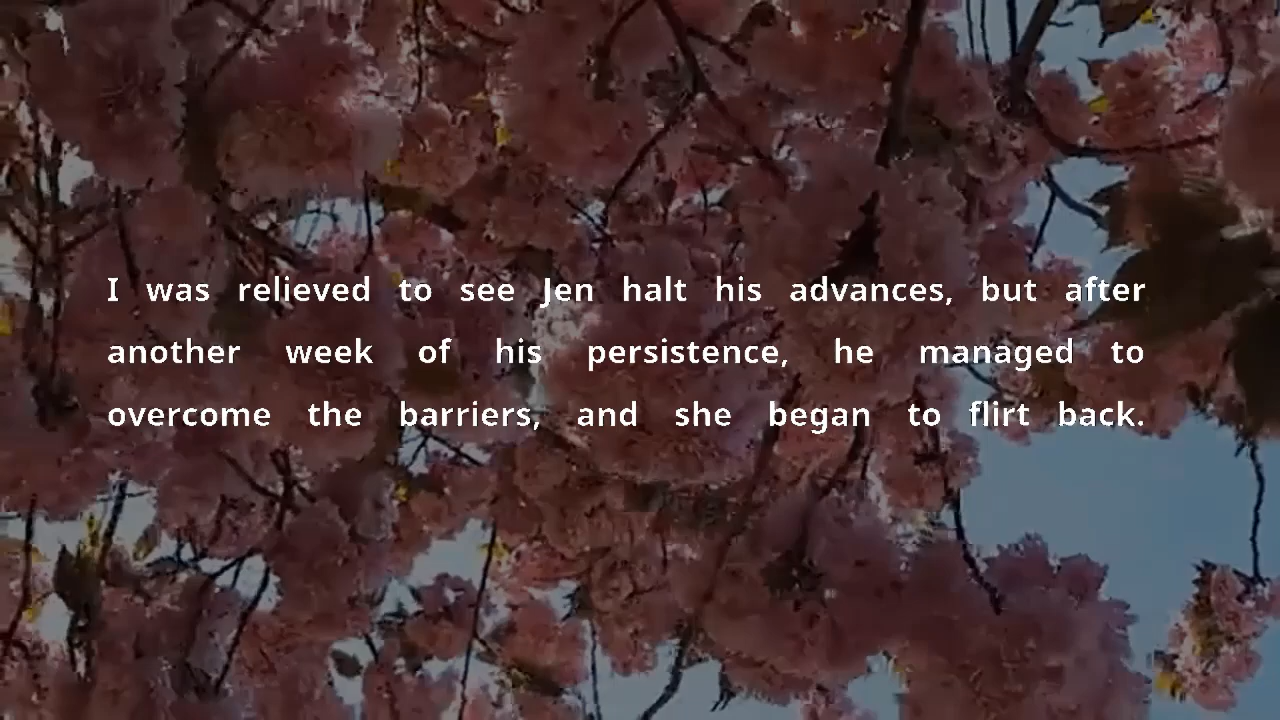 I was relieved to see Jen halt his advances, but after
another week of his persistence, he managed to
overcome the barriers, and she began to flirt back.